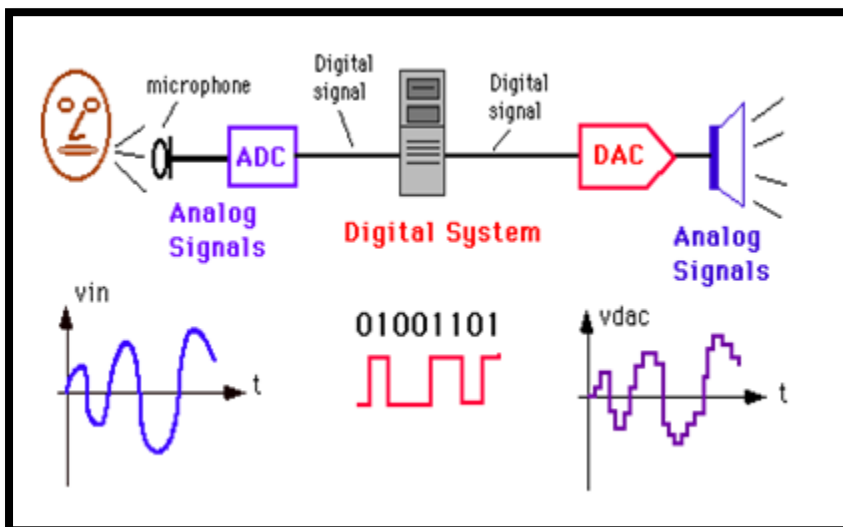 microphone
Digital
signal
Digital
signal
ADC
DAC
Analog
Signals
Digital System
Analog
Signals
vin
t
01001101
vdac
t